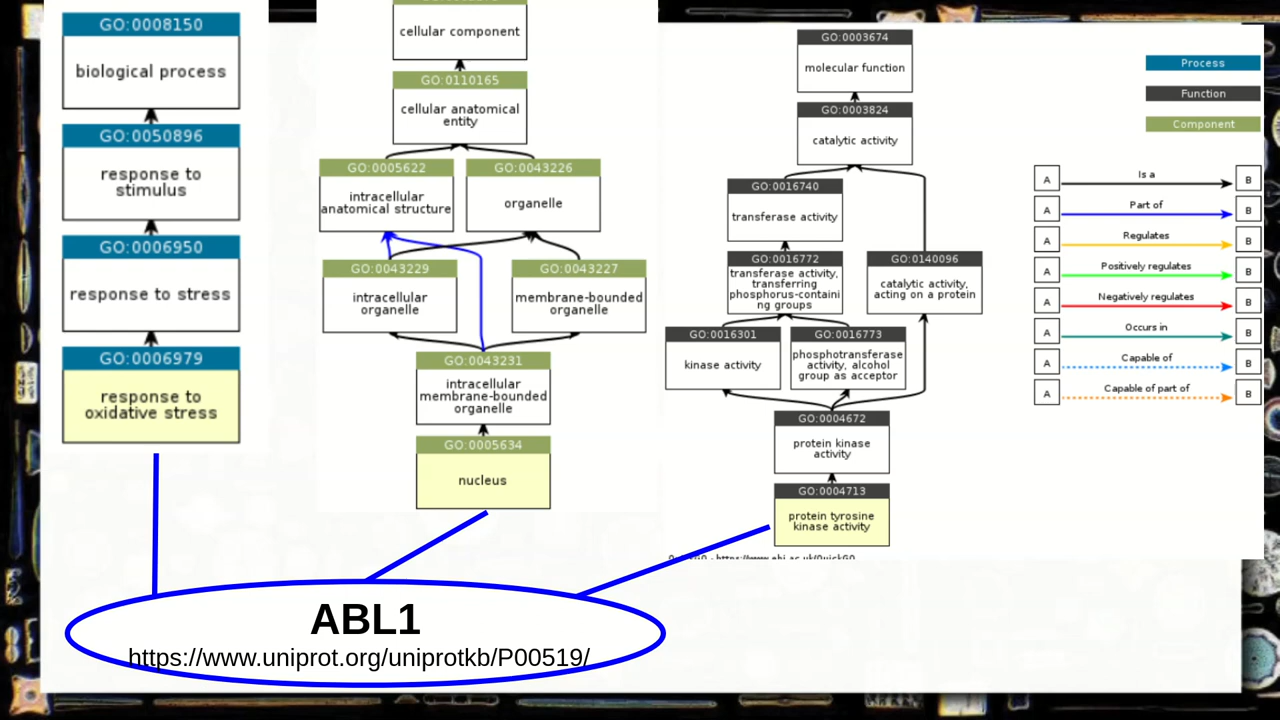 GO:0008150
biological process
GO:0050896
response to
stimulus
GO:0006950
response to stress
GO:0006979
response to
oxidative stress
cellular component
GO:0110165
cellular anatomical
entity
GO:0005622
intracellular
anatomical structure
GO:0043226
organelle
GO:0043229
intracellular
organelle
GO:0043227
membrane-bounded
organelle
GO:0043231
intracellular
membrane-bounded
organelle
GO:0005634
nucleus
GO:0003674
molecular function
GO:0003824
catalytic activity
GO:0016740
transferase activity
GO:0016772
transferase activity,
transferring
phosphorus-containi
ng groups
GO:0140096
catalytic activity,
acting on a protein
GO:0016301
kinase activity
GO:0016773
phosphotransferase
activity, alcohol
group as acceptor
GO:0004672
protein kinase
activity
GO:0004713
protein tyrosine
kinase activity
Process
Function
Component
A Is a B
A Part of B
A Regulates B
A Positively regulates B
A Negatively regulates B
A Occurs in B
A Capable of B
A Capable of part of B
- https://www.ebi.ac.uk/QuickGO
ABL1
https://www.uniprot.org/uniprotkb/P00519/